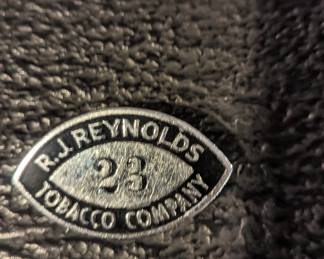 R.J. REYNOLDS
23
TOBACCO COMPANY